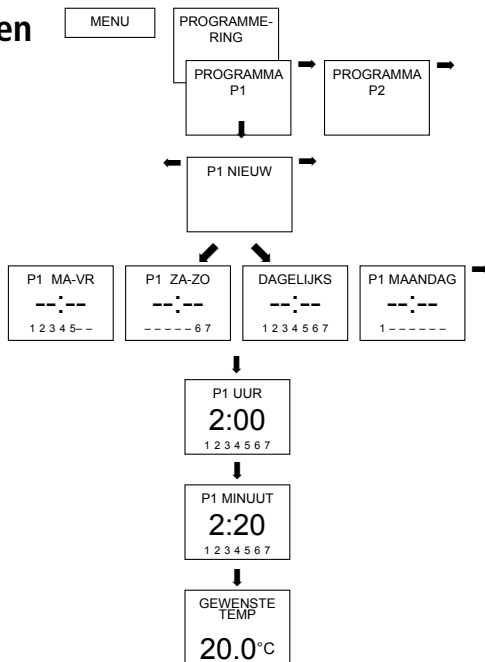 en
MENU
PROGRAMME-
RING
PROGRAMMA
P1
PROGRAMMA
P2
P1 NIEUW
P1 MA-VR
--:--
1 2 3 4 5 – –
P1 ZA-ZO
--:--
– – – – – 6 7
DAGELIJKS
--:--
1 2 3 4 5 6 7
P1 MAANDAG
--:--
1 – – – – – –
P1 UUR
2:00
1 2 3 4 5 6 7
P1 MINUUT
2:20
1 2 3 4 5 6 7
GEWENSTE
TEMP
20.0°C